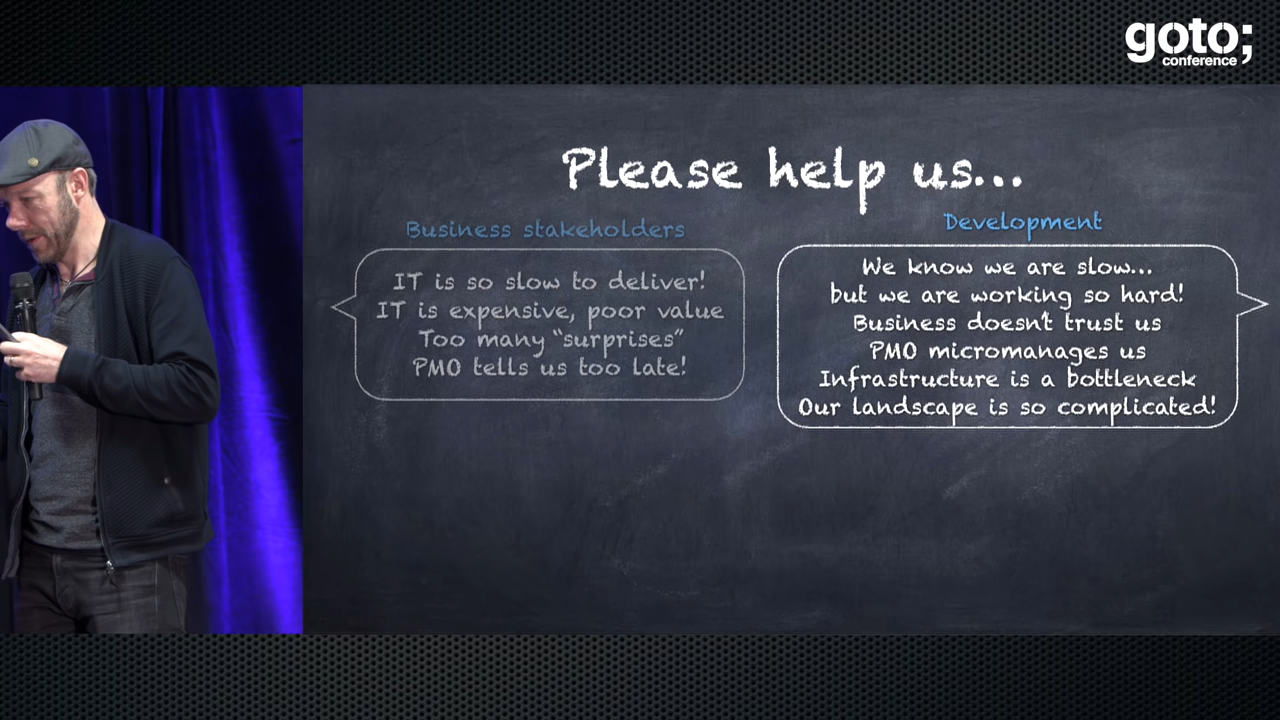 goto;
conference
Please help us...
Business stakeholders
IT is so slow to deliver!
IT is expensive, poor value
Too many “surprises”
PMO tells us too late!
Development
We know we are slow...
but we are working so hard!
Business doesn't trust us
PMO micromanages us
Infrastructure is a bottleneck
Our landscape is so complicated!